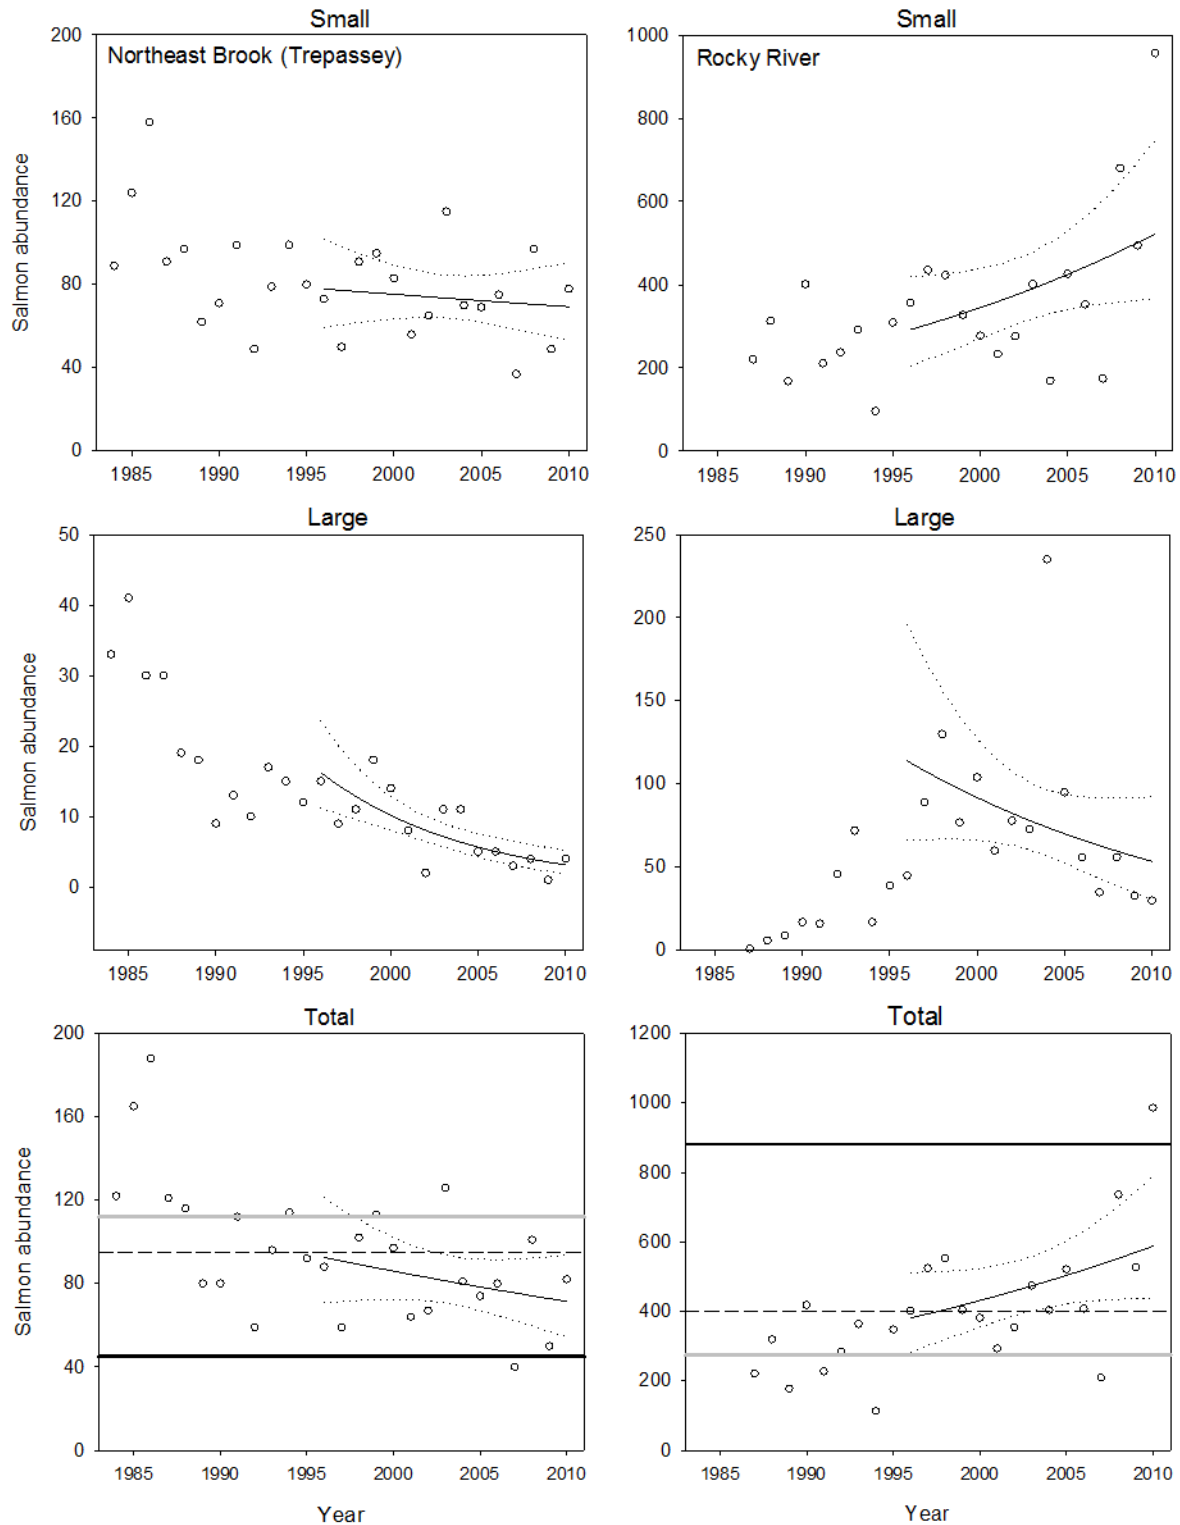 Small
Small
Northeast Brook (Trepassey)
Rocky River
Salmon abundance
200
160
120
80
40
0
1985 1990 1995 2000 2005 2010
1000
800
600
400
200
0
1985 1990 1995 2000 2005 2010
Large
Large
Salmon abundance
50
40
30
20
10
0
1985 1990 1995 2000 2005 2010
250
200
150
100
50
0
1985 1990 1995 2000 2005 2010
Total
Total
Salmon abundance
200
160
120
80
40
0
1985 1990 1995 2000 2005 2010
Year
1200
1000
800
600
400
200
0
1985 1990 1995 2000 2005 2010
Year